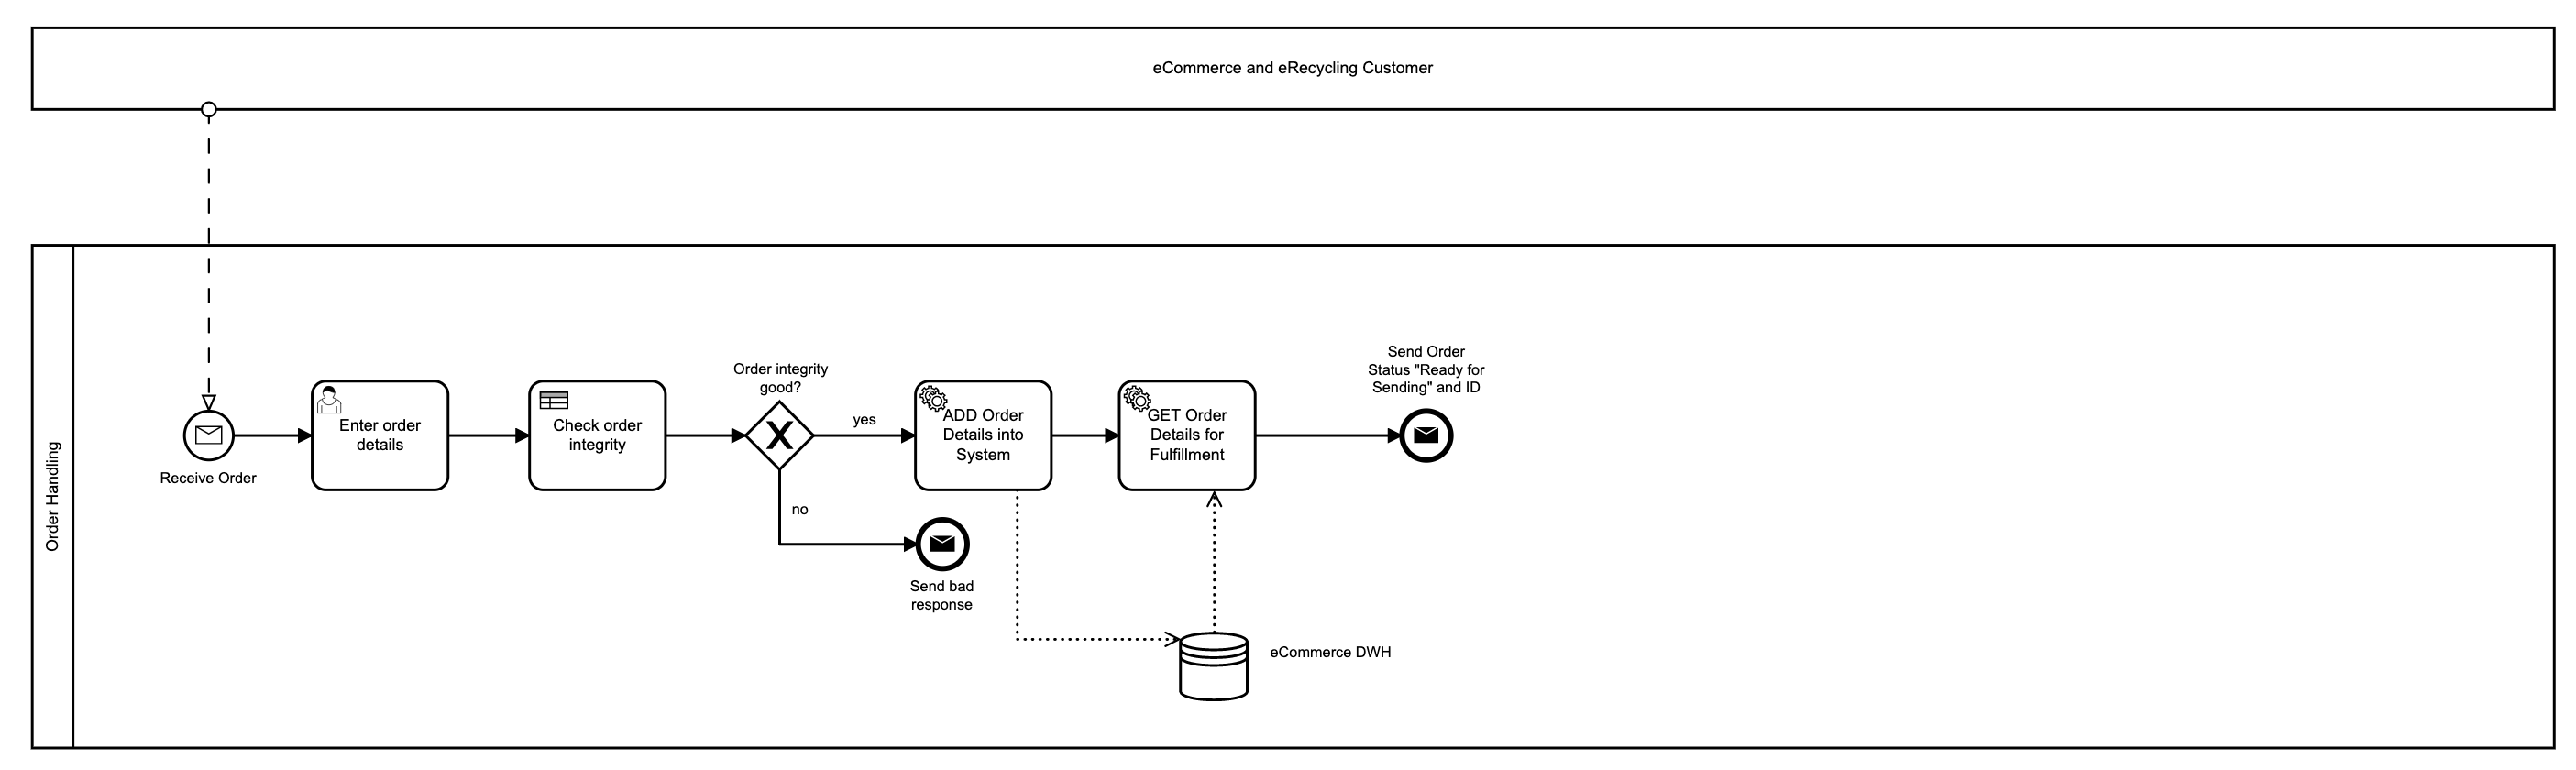 eCommerce and eRecycling Customer
Order Handling
Receive Order
Enter order
details
Check order
integrity
Order integrity
good?
yes
no
Send bad
response
ADD Order
Details into
System
GET Order
Details for
Fulfillment
Send Order
Status "Ready for
Sending" and ID
eCommerce DWH